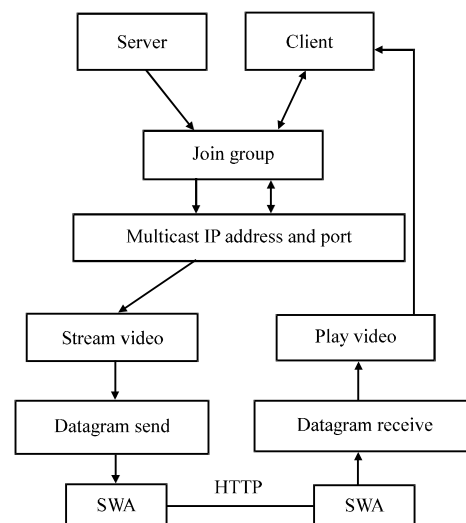 Server
Client
Join group
Multicast IP address and port
Stream video
Play video
Datagram send
Datagram receive
HTTP
SWA
SWA